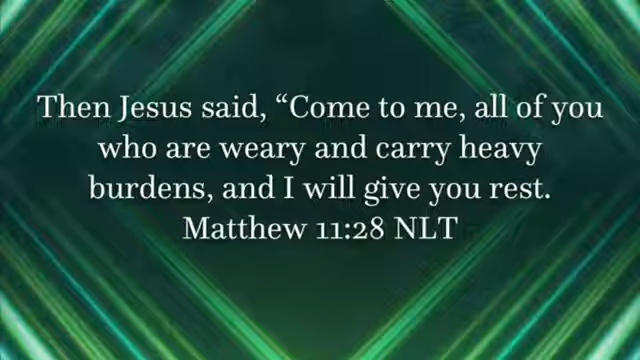 Then Jesus said, “Come to me, all of you
who are weary and carry heavy
burdens, and I will give you rest.
Matthew 11:28 NLT